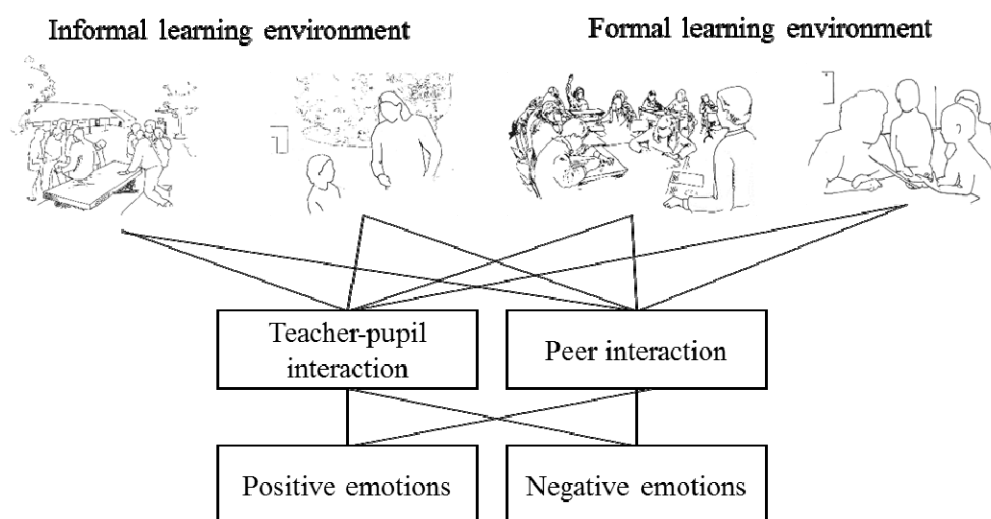 Informal learning environment
Formal learning environment
Teacher-pupil
interaction
Peer interaction
Positive emotions
Negative emotions